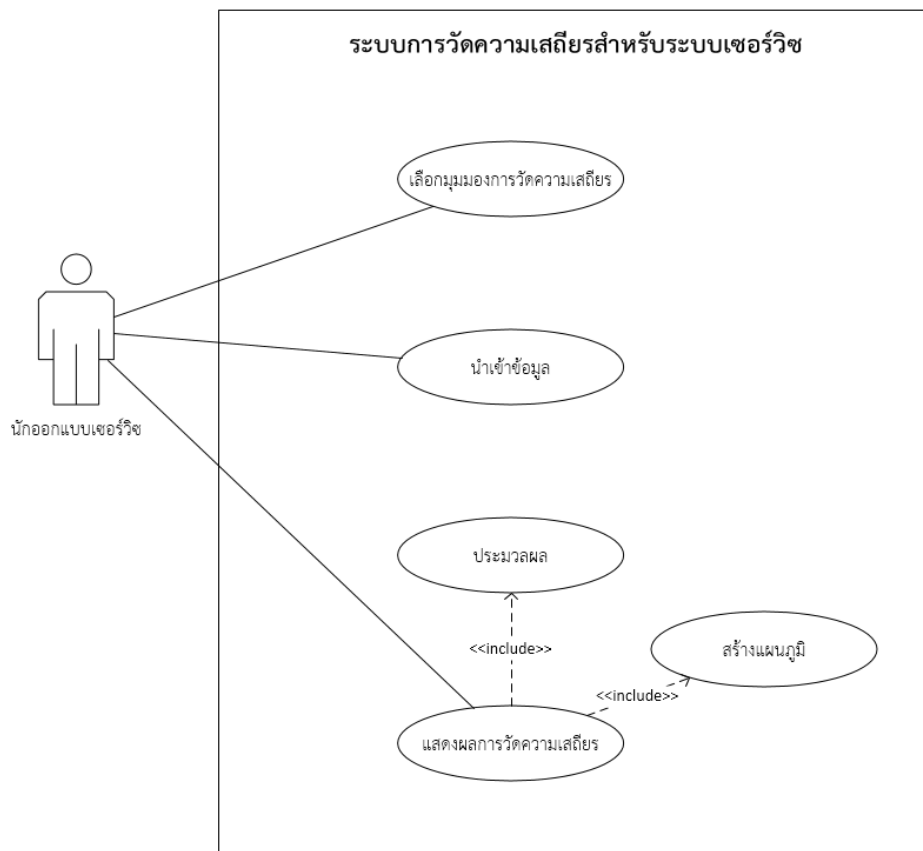 ระบบการวัดความเสถียรสำหรับระบบเซอร์วิซ
เลือกมุมมองการวัดความเสถียร
นำเข้าข้อมูล
นักออกแบบเซอร์วิซ
ประมวลผล
<<include>>
สร้างแผนภูมิ
<<include>>
แสดงผลการวัดความเสถียร